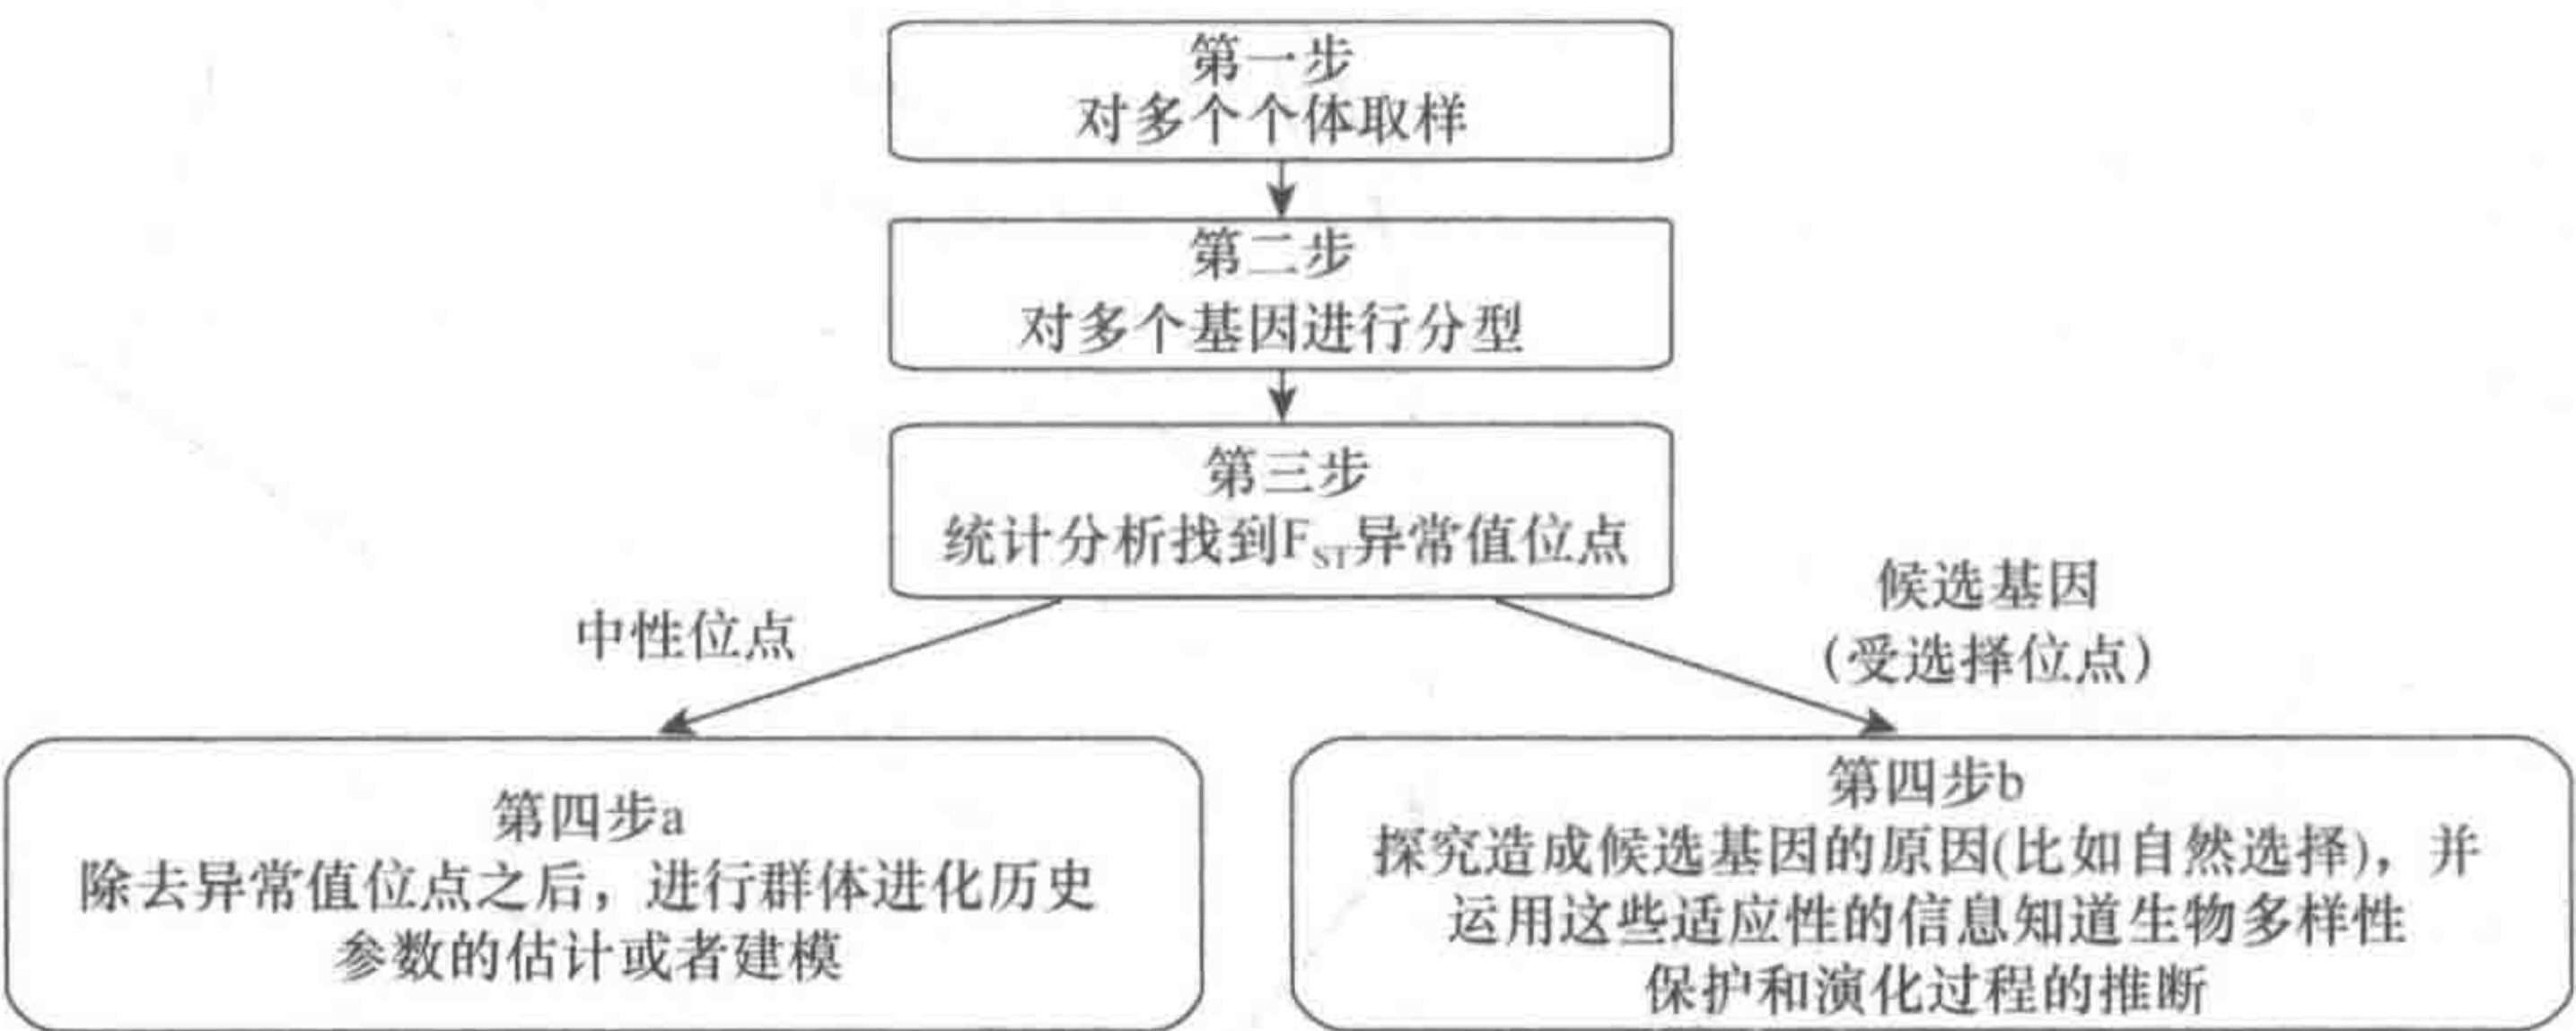 第一步
对多个个体取样
第二步
对多个基因进行分型
第三步
统计分析找到F_ST异常值位点
中性位点
候选基因
(受选择位点)
第四步a
除去异常值位点之后，进行群体进化历史
参数的估计或者建模
第四步b
探究造成候选基因的原因(比如自然选择)，并
运用这些适应性的信息知道生物多样性
保护和演化过程的推断